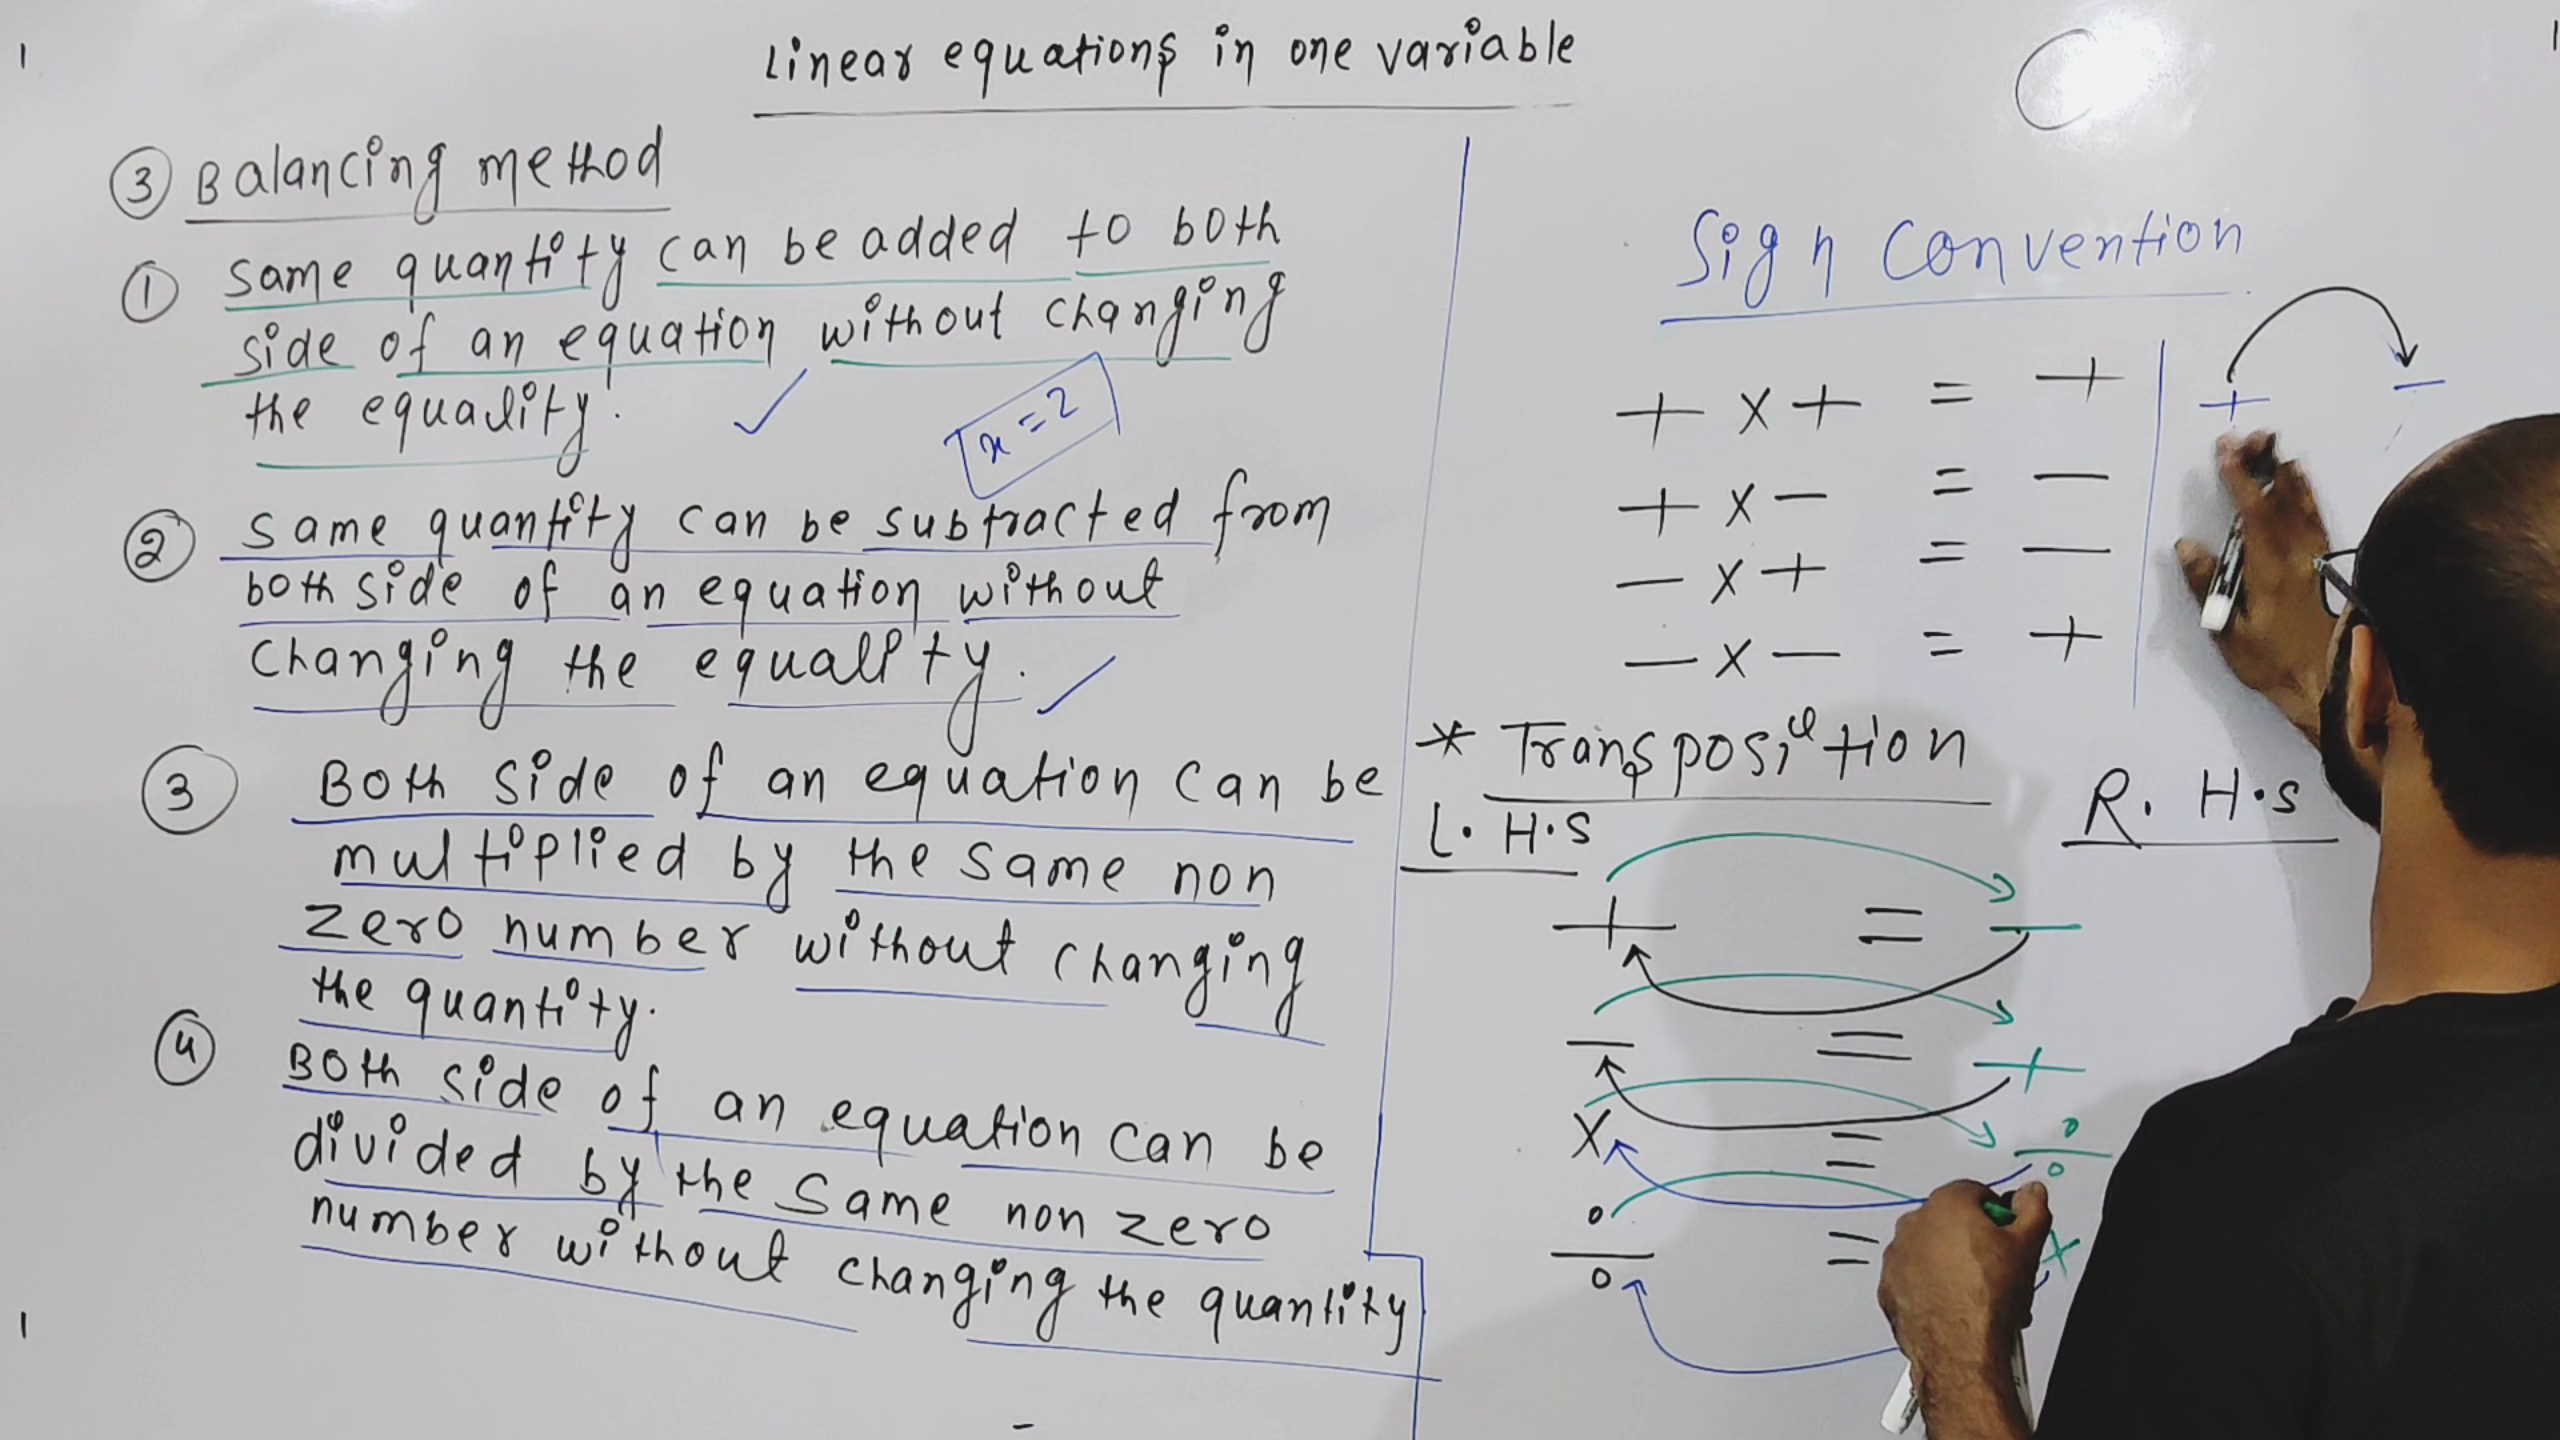 Linear equations in one variable
③ Balancing method
① Same quantity can be added to both
side of an equation without changing
the equality.
x = 2
② Same quantity can be subtracted from
both side of an equation without
changing the equality.
③ Both side of an equation can be
multiplied by the same non
zero number without changing
the quantity.
④ Both side of an equation can be
divided by the same non zero
number without changing the quantity
Sign Convention
+ x + = +
+ x - = -
- x + = -
- x - = +
+ -
* Transposition
L.H.S R.H.S
+ = -
- = +
x = ÷
÷ = x